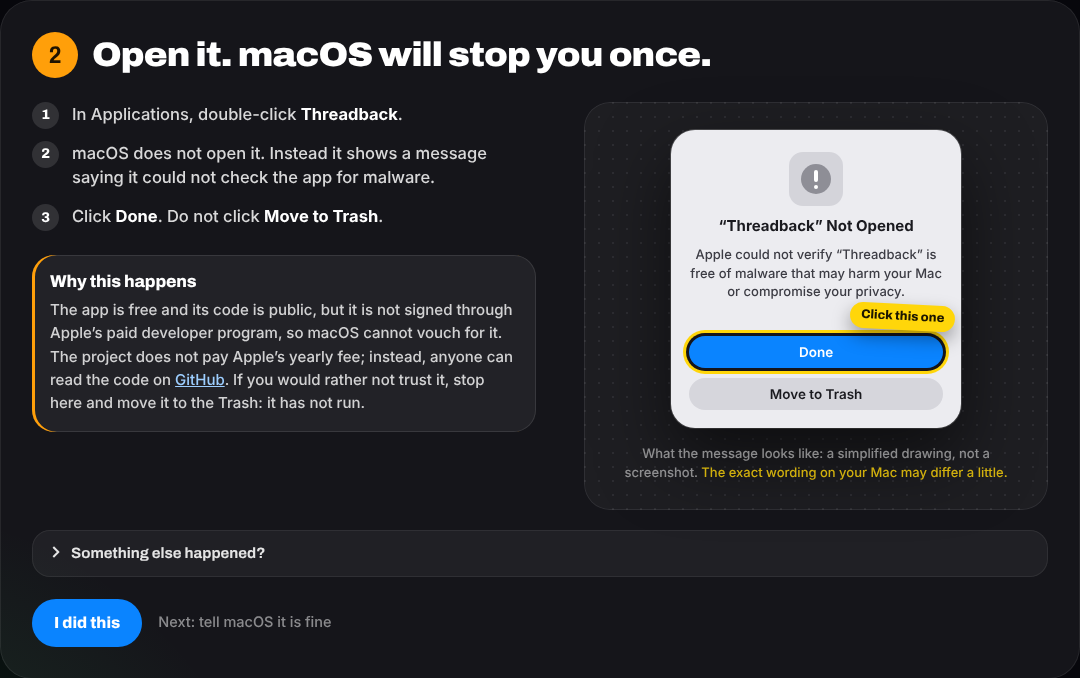 2
Open it. macOS will stop you once.
1
In Applications, double-click Threadback.
2
macOS does not open it. Instead it shows a message
saying it could not check the app for malware.
3
Click Done. Do not click Move to Trash.
Why this happens
The app is free and its code is public, but it is not signed through
Apple’s paid developer program, so macOS cannot vouch for it.
The project does not pay Apple’s yearly fee; instead, anyone can
read the code on GitHub. If you would rather not trust it, stop
here and move it to the Trash: it has not run.
“Threadback” Not Opened
Apple could not verify “Threadback” is
free of malware that may harm your Mac
or compromise your privacy.
Click this one
Done
Move to Trash
What the message looks like: a simplified drawing, not a
screenshot. The exact wording on your Mac may differ a little.
Something else happened?
I did this
Next: tell macOS it is fine